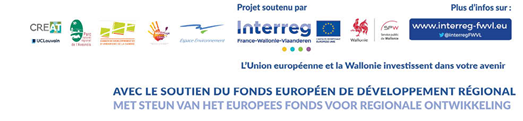 Projet soutenu par
Plus d'infos sur :
CREAT
UCLouvain
Espace-Environnement
Interreg
France-Wallonie-Vlaanderen
Wallonie
SPW
www.interreg-fwvl.eu
@InterregFWVL
L'Union européenne et la Wallonie investissent dans votre avenir
AVEC LE SOUTIEN DU FONDS EUROPÉEN DE DÉVELOPPEMENT RÉGIONAL
MET STEUN VAN HET EUROPEES FONDS VOOR REGIONALE ONTWIKKELING